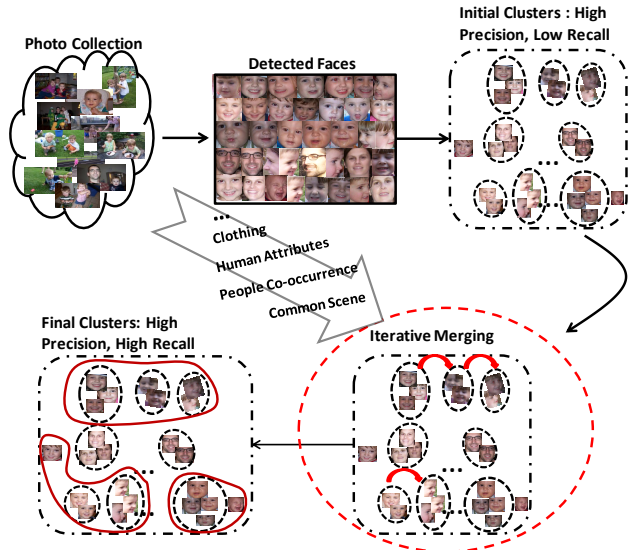 Photo Collection
Detected Faces
Initial Clusters : High
Precision, Low Recall
...
...
...
Clothing
Human Attributes
People Co-occurrence
Common Scene
Iterative Merging
...
...
Final Clusters: High
Precision, High Recall
...
...